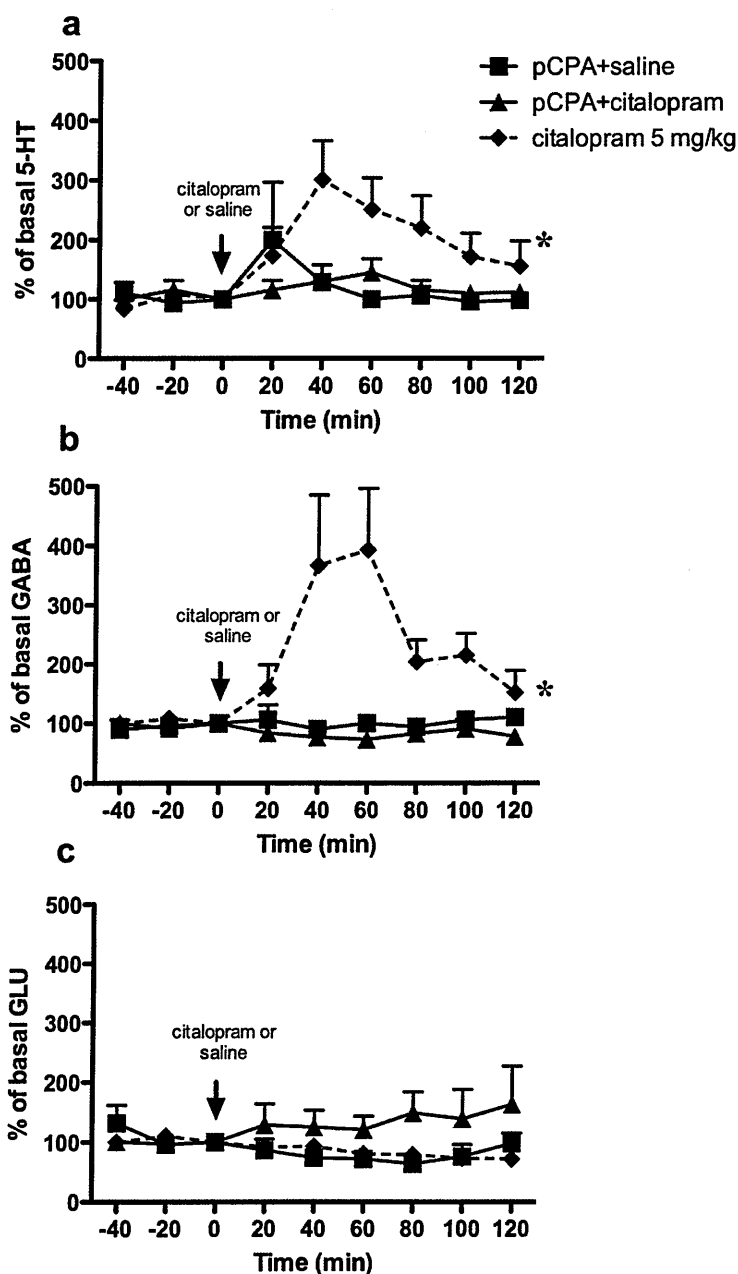 a
500
400
300
200
100
0
% of basal 5-HT
citalopram
or saline
*
pCPA+saline
pCPA+citalopram
citalopram 5 mg/kg
-40 -20 0 20 40 60 80 100 120
Time (min)
b
500
400
300
200
100
0
% of basal GABA
citalopram or
saline
*
-40 -20 0 20 40 60 80 100 120
Time (min)
c
500
400
300
200
100
0
% of basal GLU
citalopram or
saline
-40 -20 0 20 40 60 80 100 120
Time (min)